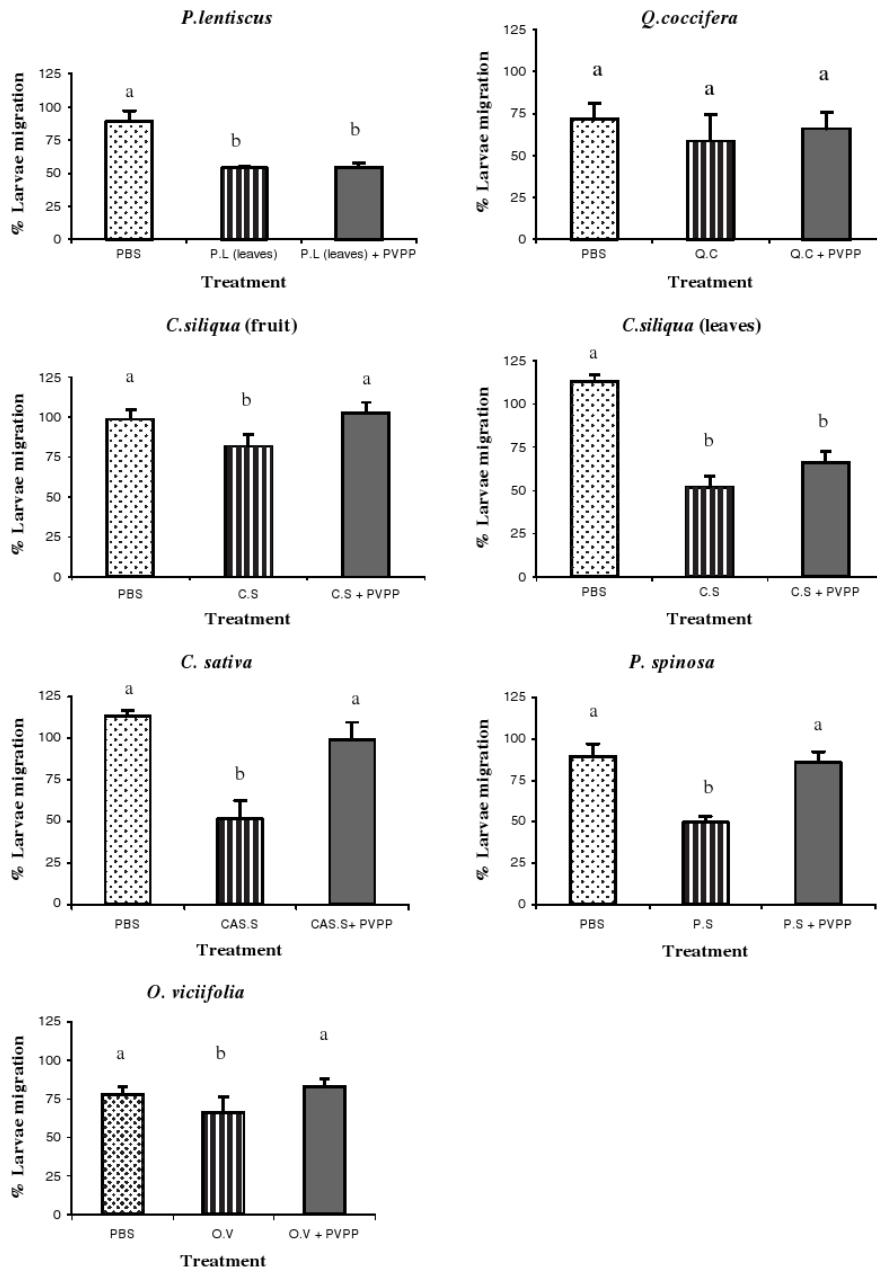 P.lentiscus
% Larvae migration
125
100
75
50
25
0
a
b
b
PBS
P.L (leaves)
P.L (leaves) + PVPP
Treatment
Q.coccifera
% Larvae migration
125
100
75
50
25
0
a
a
a
PBS
Q.C
Q.C + PVPP
Treatment
C.siliqua (fruit)
% Larvae migration
125
100
75
50
25
0
a
b
a
PBS
C.S
C.S + PVPP
Treatment
C.siliqua (leaves)
% Larvae migration
125
100
75
50
25
0
a
b
b
PBS
C.S
C.S + PVPP
Treatment
C. sativa
% Larvae migration
125
100
75
50
25
0
a
b
a
PBS
CAS.S
CAS.S+ PVPP
Treatment
P. spinosa
% Larvae migration
125
100
75
50
25
0
a
b
a
PBS
P.S
P.S + PVPP
Treatment
O. viciifolia
% Larvae migration
125
100
75
50
25
0
a
b
a
PBS
O.V
O.V + PVPP
Treatment